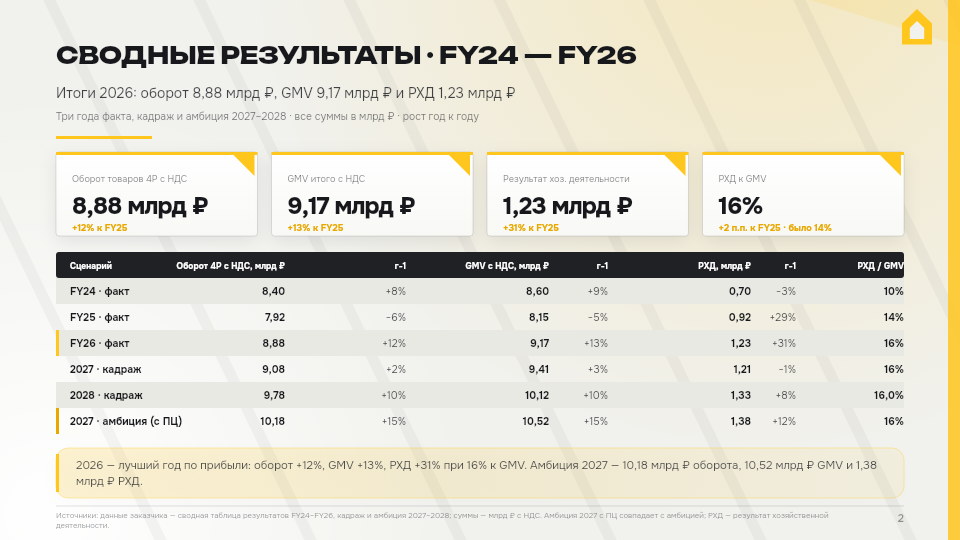 СВОДНЫЕ РЕЗУЛЬТАТЫ · FY24 — FY26
Итоги 2026: оборот 8,88 млрд ₽, GMV 9,17 млрд ₽ и РХД 1,23 млрд ₽
Три года факта, кадраж и амбиция 2027–2028 · все суммы в млрд ₽ · рост год к году
Оборот товаров 4Р с НДС
8,88 млрд ₽
+12% к FY25
GMV итого с НДС
9,17 млрд ₽
+13% к FY25
Результат хоз. деятельности
1,23 млрд ₽
+31% к FY25
РХД к GMV
16%
+2 п.п. к FY25 · было 14%
Сценарий Оборот 4Р с НДС, млрд ₽ г-1 GMV с НДС, млрд ₽ г-1 РХД, млрд ₽ г-1 РХД / GMV
FY24 · факт 8,40 +8% 8,60 +9% 0,70 -3% 10%
FY25 · факт 7,92 -6% 8,15 -5% 0,92 +29% 14%
FY26 · факт 8,88 +12% 9,17 +13% 1,23 +31% 16%
2027 · кадраж 9,08 +2% 9,41 +3% 1,21 -1% 16%
2028 · кадраж 9,78 +10% 10,12 +10% 1,33 +8% 16,0%
2027 · амбиция (с ПЦ) 10,18 +15% 10,52 +15% 1,38 +12% 16%
2026 — лучший год по прибыли: оборот +12%, GMV +13%, РХД +31% при 16% к GMV. Амбиция 2027 — 10,18 млрд ₽ оборота, 10,52 млрд ₽ GMV и 1,38
млрд ₽ РХД.
Источники: данные заказчика — сводная таблица результатов FY24–FY26, кадраж и амбиция 2027–2028; суммы — млрд ₽ с НДС. Амбиция 2027 с ПЦ совпадает с амбицией; РХД — результат хозяйственной
деятельности.
2